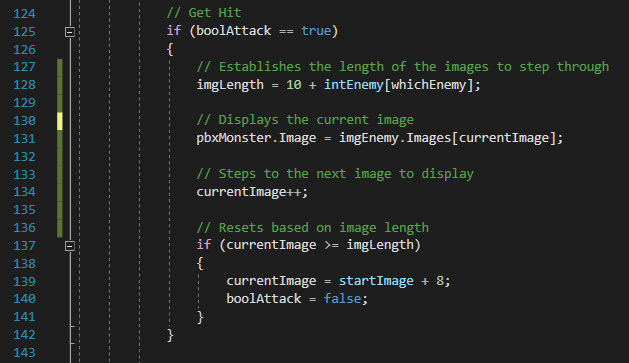 124 // Get Hit
125 if (boolAttack == true)
126 {
127 // Establishes the length of the images to step through
128 imgLength = 10 + intEnemy[whichEnemy];
129
130 // Displays the current image
131 pbxMonster.Image = imgEnemy.Images[currentImage];
132
133 // Steps to the next image to display
134 currentImage++;
135
136 // Resets based on image length
137 if (currentImage >= imgLength)
138 {
139 currentImage = startImage + 8;
140 boolAttack = false;
141 }
142 }
143